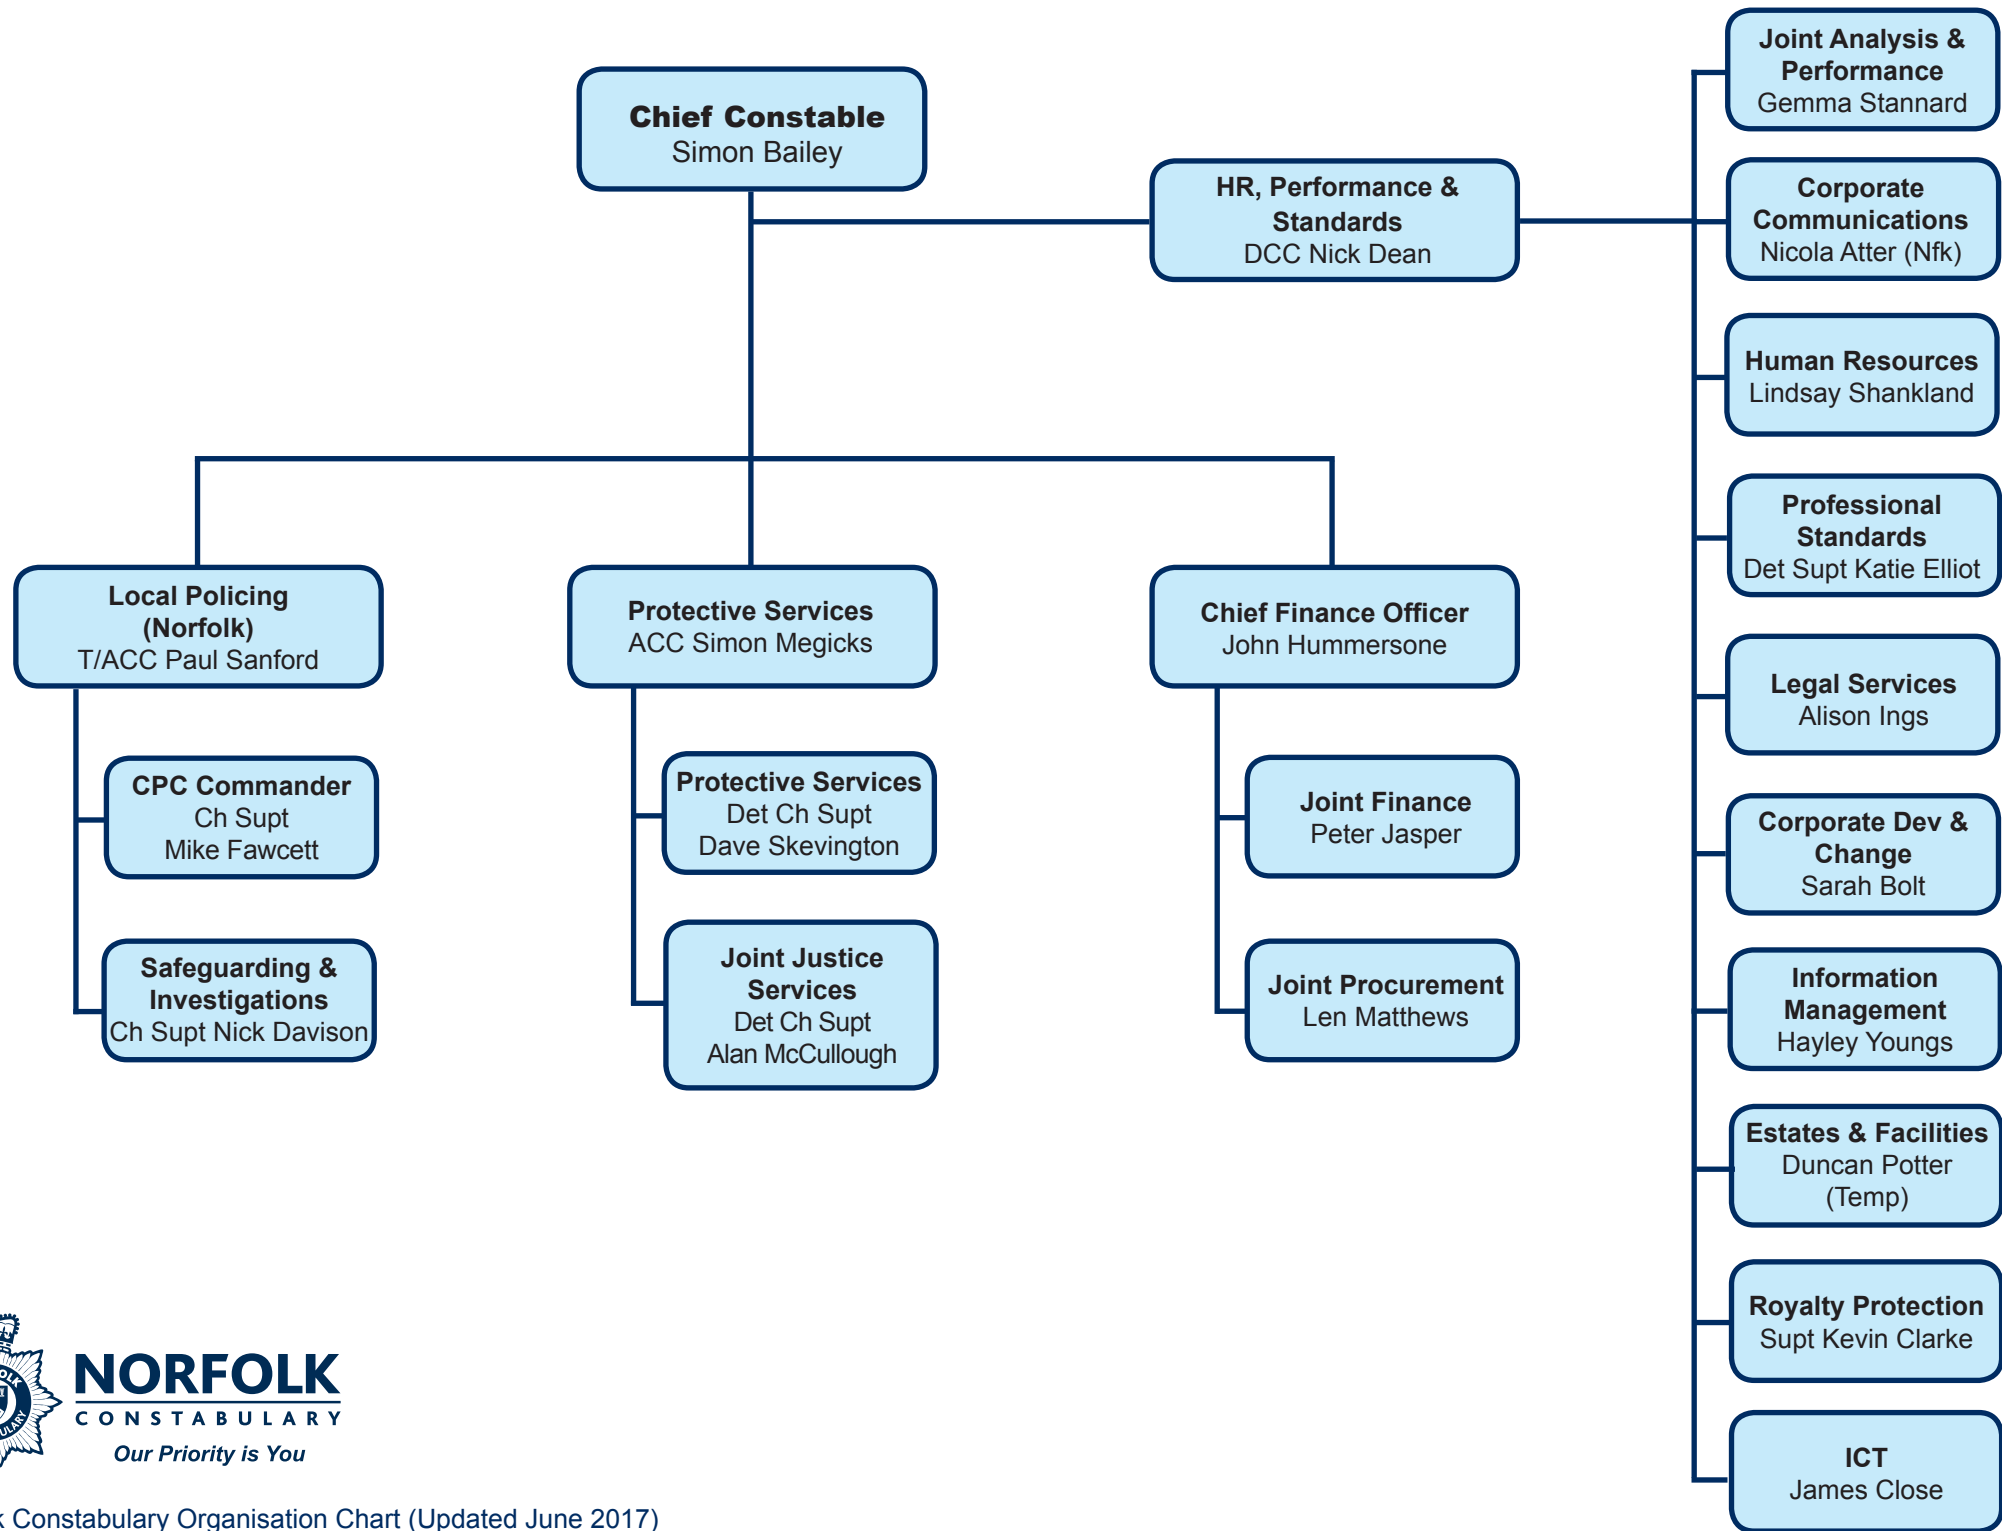 Chief Constable
Simon Bailey
HR, Performance &
Standards
DCC Nick Dean
Joint Analysis &
Performance
Gemma Stannard
Corporate
Communications
Nicola Atter (Nfk)
Human Resources
Lindsay Shankland
Professional
Standards
Det Supt Katie Elliot
Legal Services
Alison Ings
Corporate Dev &
Change
Sarah Bolt
Information
Management
Hayley Youngs
Estates & Facilities
Duncan Potter
(Temp)
Royalty Protection
Supt Kevin Clarke
ICT
James Close
Local Policing
(Norfolk)
T/ACC Paul Sanford
CPC Commander
Ch Supt
Mike Fawcett
Safeguarding &
Investigations
Ch Supt Nick Davison
Protective Services
ACC Simon Megicks
Protective Services
Det Ch Supt
Dave Skevington
Joint Justice
Services
Det Ch Supt
Alan McCullough
Chief Finance Officer
John Hummersone
Joint Finance
Peter Jasper
Joint Procurement
Len Matthews
NORFOLK
CONSTABULARY
Our Priority is You
k Constabulary Organisation Chart (Updated June 2017)